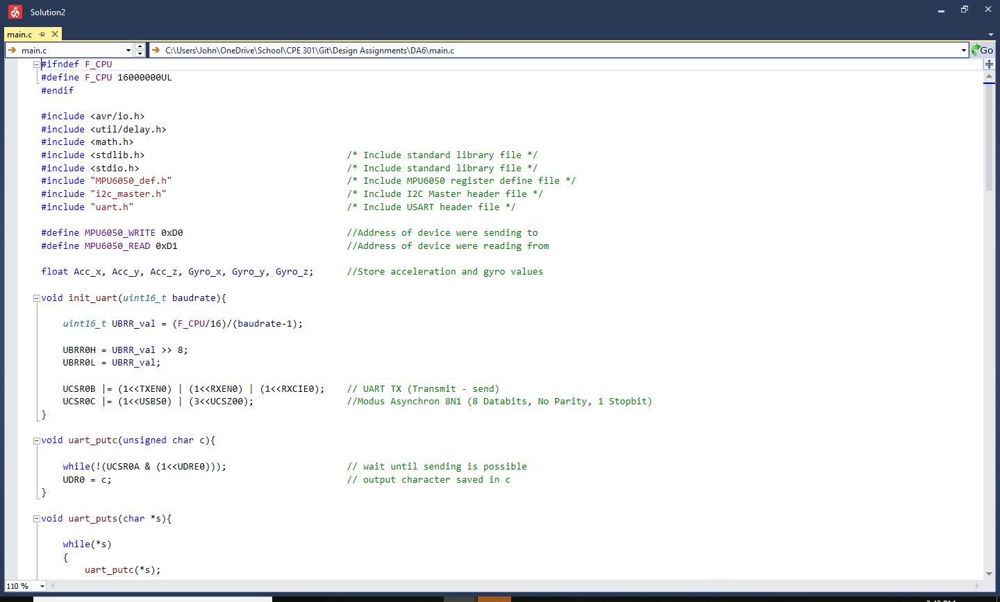 Solution2
main.c
main.c
C:\Users\John\OneDrive\School\CPE 301\Git\Design Assignments\DA6\main.c
Go
#ifndef F_CPU
#define F_CPU 16000000UL
#endif
#include <avr/io.h>
#include <util/delay.h>
#include <math.h>
#include <stdlib.h> /* Include standard library file */
#include <stdio.h> /* Include standard library file */
#include "MPU6050_def.h" /* Include MPU6050 register define file */
#include "i2c_master.h" /* Include I2C Master header file */
#include "uart.h" /* Include USART header file */
#define MPU6050_WRITE 0xD0 //Address of device were sending to
#define MPU6050_READ 0xD1 //Address of device were reading from
float Acc_x, Acc_y, Acc_z, Gyro_x, Gyro_y, Gyro_z; //Store acceleration and gyro values
void init_uart(uint16_t baudrate){
uint16_t UBRR_val = (F_CPU/16)/(baudrate-1);
UBRR0H = UBRR_val >> 8;
UBRR0L = UBRR_val;
UCSR0B |= (1<<TXEN0) | (1<<RXEN0) | (1<<RXCIE0); // UART TX (Transmit - send)
UCSR0C |= (1<<USBS0) | (3<<UCSZ00); //Modus Asynchron 8N1 (8 Databits, No Parity, 1 Stopbit)
}
void uart_putc(unsigned char c){
while(!(UCSR0A & (1<<UDRE0))); // wait until sending is possible
UDR0 = c; // output character saved in c
}
void uart_puts(char *s){
while(*s)
{
uart_putc(*s);
110 %